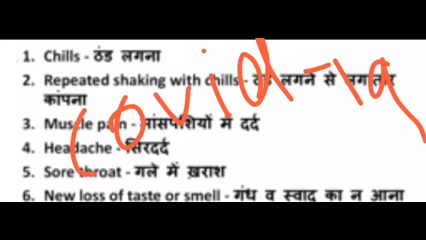 1. Chills - ठंड लगना
2. Repeated shaking with chills - ठंड लगने से लगातार
कांपना
3. Muscle pain - मांसपेशियों में दर्द
4. Headache - सिरदर्द
5. Sore throat - गले में ख़राश
6. New loss of taste or smell - गंध व स्वाद का न आना
Covid-19